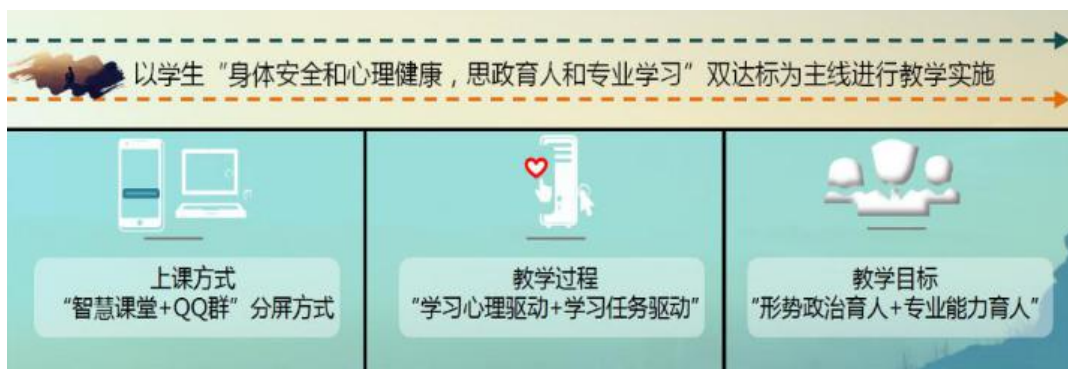 以学生“身体安全和心理健康，思政育人和专业学习”双达标为主线进行教学实施
上课方式
“智慧课堂+QQ群”分屏方式
教学过程
“学习心理驱动+学习任务驱动”
教学目标
“形势政治育人+专业能力育人”